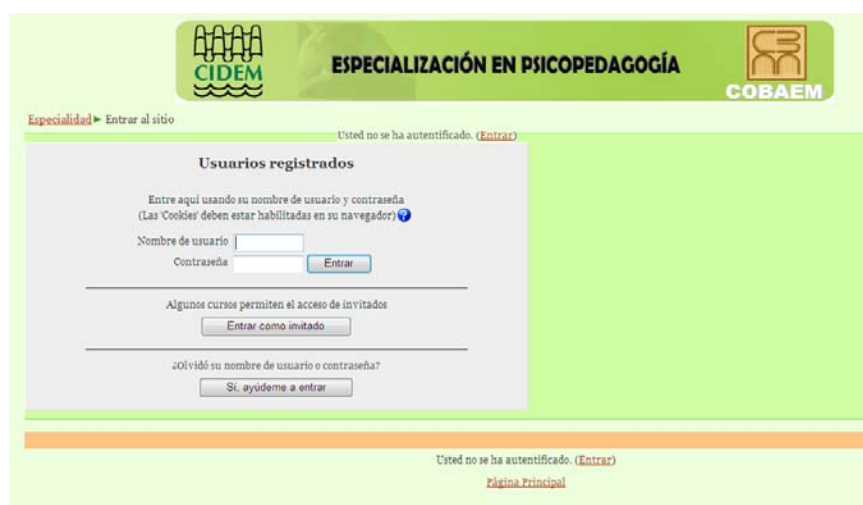 CIDEM
ESPECIALIZACIÓN EN PSICOPEDAGOGÍA
COBAEM
Especialidad ► Entrar al sitio
Usted no se ha autentificado. (Entrar)
Usuarios registrados
Entre aquí usando su nombre de usuario y contraseña
(Las 'Cookies' deben estar habilitadas en su navegador) ?
Nombre de usuario
Contraseña Entrar
Algunos cursos permiten el acceso de invitados
Entrar como invitado
¿Olvidó su nombre de usuario o contraseña?
Sí, ayúdeme a entrar
Usted no se ha autentificado. (Entrar)
Página Principal